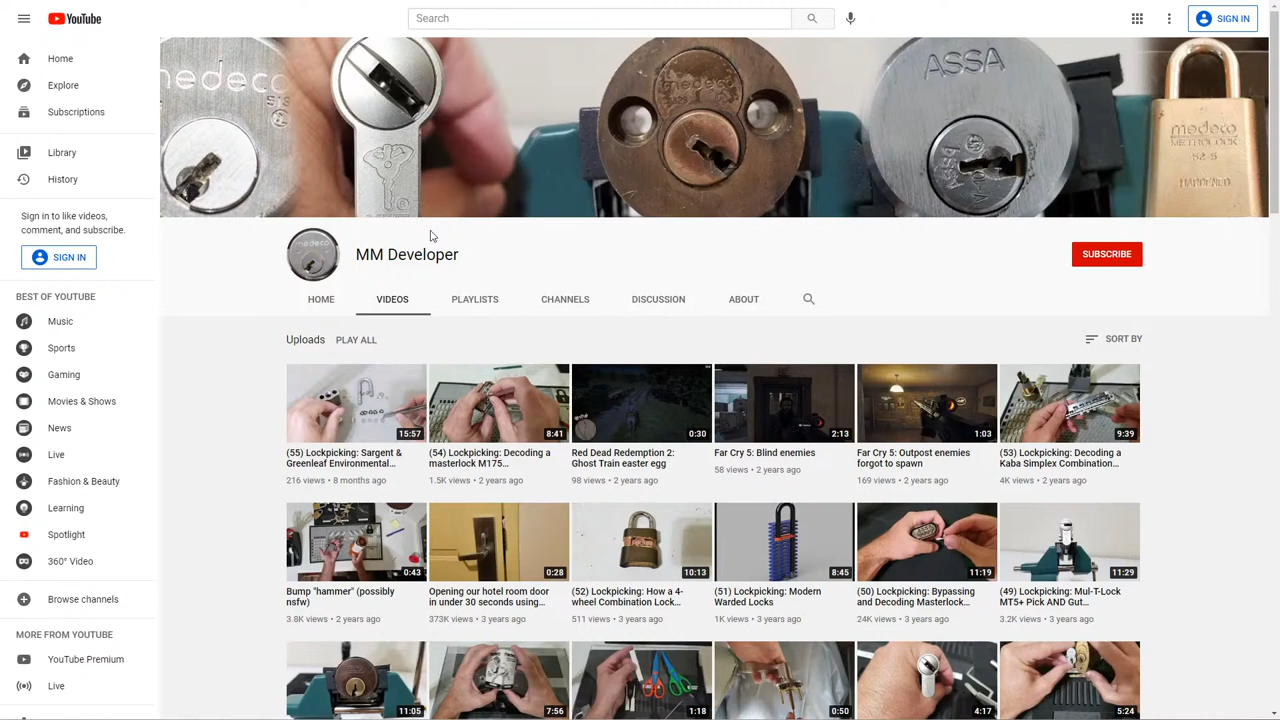 YouTube
Search
SIGN IN
Home
Explore
Subscriptions
Library
History
Sign in to like videos,
comment, and subscribe.
SIGN IN
BEST OF YOUTUBE
Music
Sports
Gaming
Movies & Shows
News
Live
Fashion & Beauty
Learning
Spotlight
360° Video
Browse channels
MORE FROM YOUTUBE
YouTube Premium
Live
medeco
medeco
ASSA
ASSA
medeco
METROLOCK
52-5
HARDENED
medeco
MM Developer
SUBSCRIBE
HOME VIDEOS PLAYLISTS CHANNELS DISCUSSION ABOUT
Uploads PLAY ALL SORT BY
15:57 8:41 0:30 2:13 1:03 9:39
(55) Lockpicking: Sargent &
Greenleaf Environmental...
216 views • 8 months ago
(54) Lockpicking: Decoding a
masterlock M175...
1.5K views • 2 years ago
Red Dead Redemption 2:
Ghost Train easter egg
98 views • 2 years ago
Far Cry 5: Blind enemies
58 views • 2 years ago
Far Cry 5: Outpost enemies
forgot to spawn
169 views • 2 years ago
(53) Lockpicking: Decoding a
Kaba Simplex Combination...
4K views • 2 years ago
0:43 0:28 10:13 8:45 11:19 11:29
Bump "hammer" (possibly
nsfw)
3.8K views • 2 years ago
Opening our hotel room door
in under 30 seconds using...
373K views • 3 years ago
(52) Lockpicking: How a 4-
wheel Combination Lock...
511 views • 3 years ago
(51) Lockpicking: Modern
Warded Locks
1K views • 3 years ago
(50) Lockpicking: Bypassing
and Decoding Masterlock...
24K views • 3 years ago
(49) Lockpicking: Mul-T-Lock
MT5+ Pick AND Gut...
3.2K views • 3 years ago
11:05 7:56 1:18 0:50 4:17 5:24